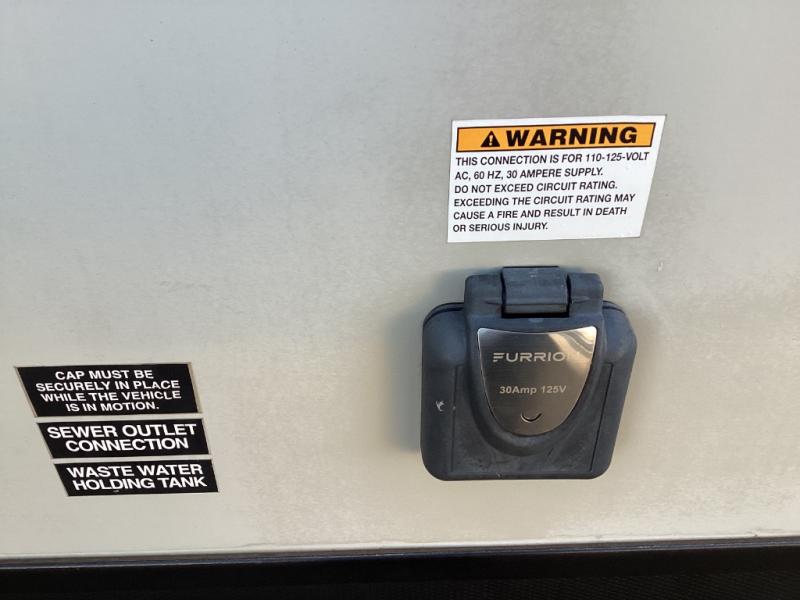 WARNING
THIS CONNECTION IS FOR 110-125-VOLT
AC, 60 HZ, 30 AMPERE SUPPLY.
DO NOT EXCEED CIRCUIT RATING.
EXCEEDING THE CIRCUIT RATING MAY
CAUSE A FIRE AND RESULT IN DEATH
OR SERIOUS INJURY.
FURRION
30Amp 125V
CAP MUST BE
SECURELY IN PLACE
WHILE THE VEHICLE
IS IN MOTION.
SEWER OUTLET
CONNECTION
WASTE WATER
HOLDING TANK